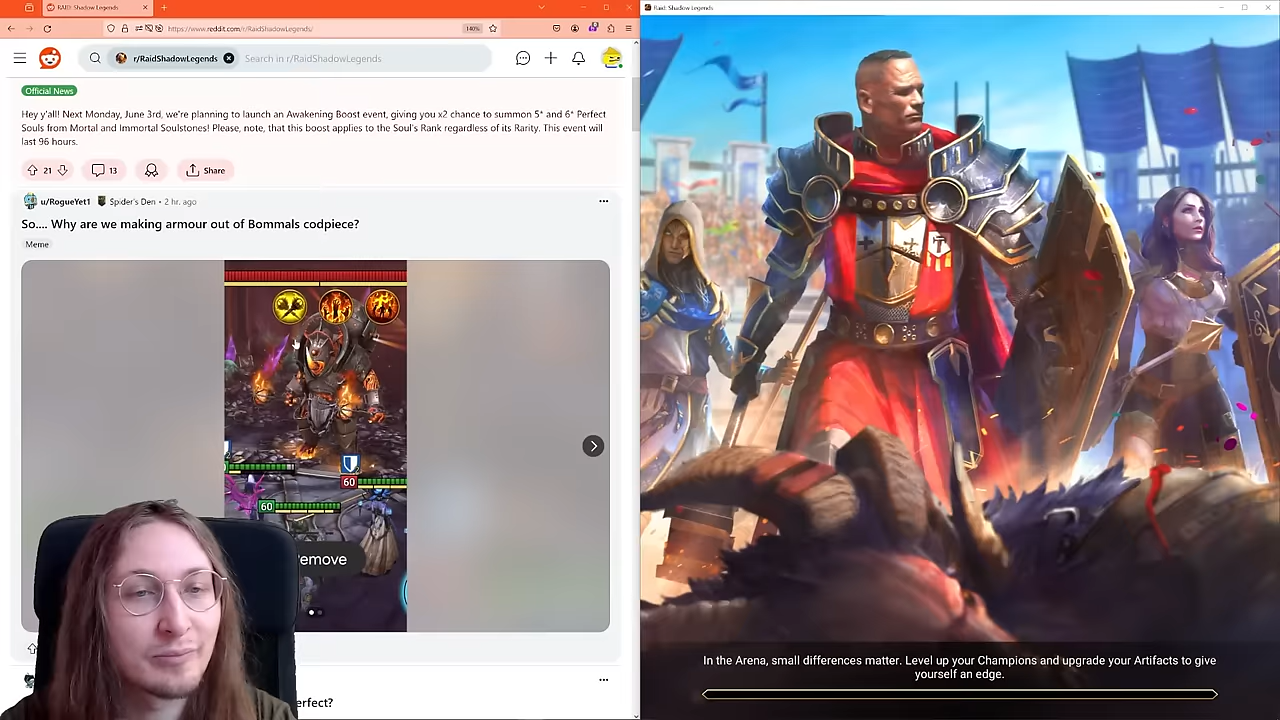 RAID: Shadow Legends
https://www.reddit.com/r/RaidShadowLegends/
140%
r/RaidShadowLegends
Search in r/RaidShadowLegends
Official News
Hey y'all! Next Monday, June 3rd, we're planning to launch an Awakening Boost event, giving you x2 chance to summon 5* and 6* Perfect
Souls from Mortal and Immortal Soulstones! Please, note, that this boost applies to the Soul's Rank regardless of its Rarity. This event will
last 96 hours.
21
13
Share
u/RogueYet1 Spider's Den • 2 hr. ago
So.... Why are we making armour out of Bommals codpiece?
Meme
2
60
2
60
emove
erfect?
Raid: Shadow Legends
In the Arena, small differences matter. Level up your Champions and upgrade your Artifacts to give
yourself an edge.